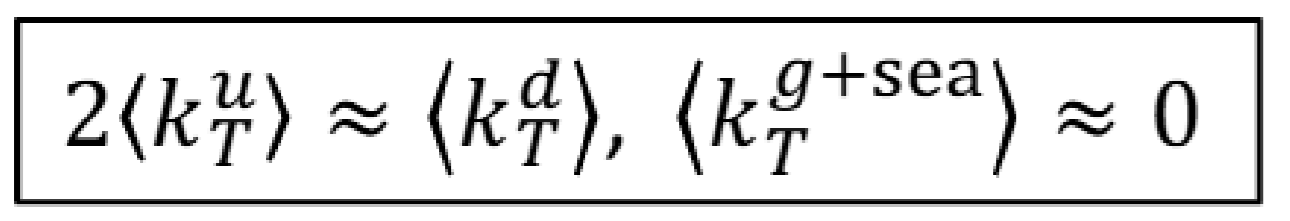 2⟨k_T^u⟩ ≈ ⟨k_T^d⟩, ⟨k_T^{g+sea}⟩ ≈ 0